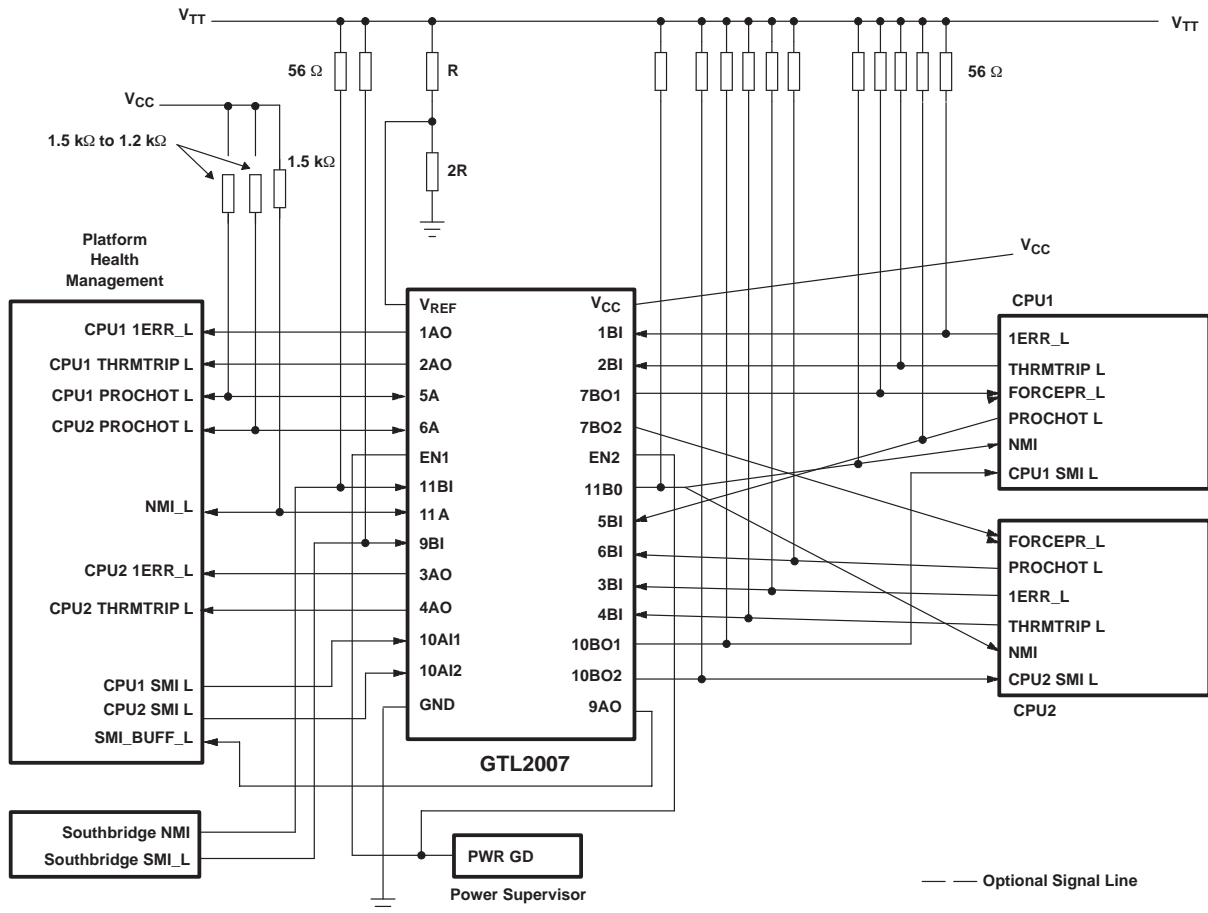 VTT
VTT
56 Ω
R
56 Ω
VCC
1.5 kΩ to 1.2 kΩ
1.5 kΩ
2R
Platform
Health
Management
VCC
CPU1
VREF
VCC
CPU1 1ERR_L
1AO
1BI
1ERR_L
CPU1 THRMTRIP L
2AO
2BI
THRMTRIP L
CPU1 PROCHOT L
5A
7BO1
FORCEPR_L
CPU2 PROCHOT L
6A
7BO2
PROCHOT L
EN1
EN2
NMI
11BI
11B0
CPU1 SMI L
NMI_L
11A
5BI
9BI
6BI
FORCEPR_L
PROCHOT L
CPU2 1ERR_L
3AO
3BI
1ERR_L
CPU2 THRMTRIP L
4AO
4BI
THRMTRIP L
10AI1
10BO1
NMI
10AI2
10BO2
CPU2 SMI L
CPU1 SMI L
CPU2 SMI L
GND
9AO
CPU2
SMI_BUFF_L
GTL2007
Southbridge NMI
Southbridge SMI_L
PWR GD
Power Supervisor
Optional Signal Line